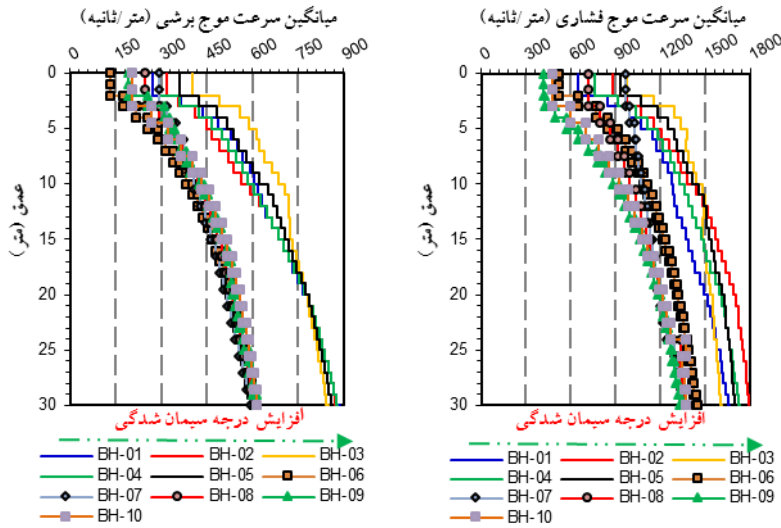 میانگین سرعت موج برشی (متر/ثانیه)
0 150 300 450 600 750 900
عمق (متر)
0
5
10
15
20
25
30
افزایش درجه سیمان شدگی
BH-01 BH-02 BH-03
BH-04 BH-05 BH-06
BH-07 BH-08 BH-09
BH-10
میانگین سرعت موج فشاری (متر/ثانیه)
0 300 600 900 1200 1500 1800
عمق (متر)
0
5
10
15
20
25
30
افزایش درجه سیمان شدگی
BH-01 BH-02 BH-03
BH-04 BH-05 BH-06
BH-07 BH-08 BH-09
BH-10